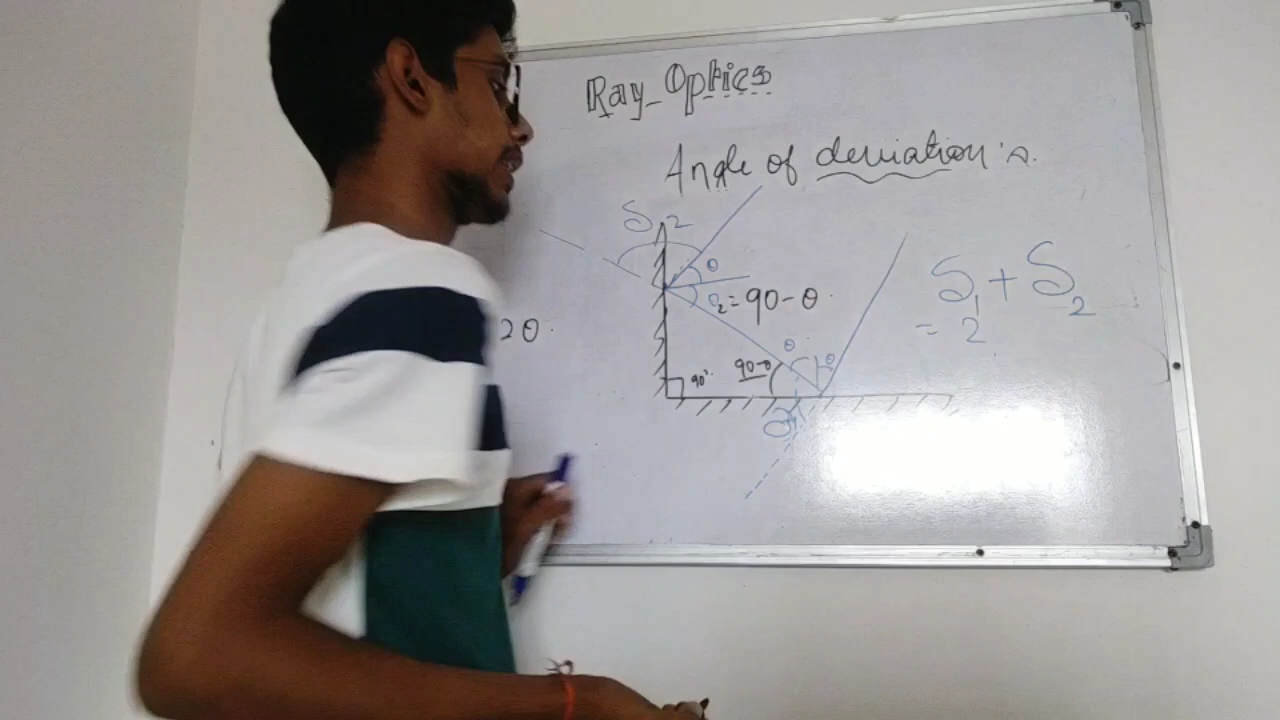 Ray Optics
Angle of deviation's.
δ2
θ
θ2 = 90 - θ.
2θ.
θ
θ
90-θ
90°
δ1 + δ2
= 2